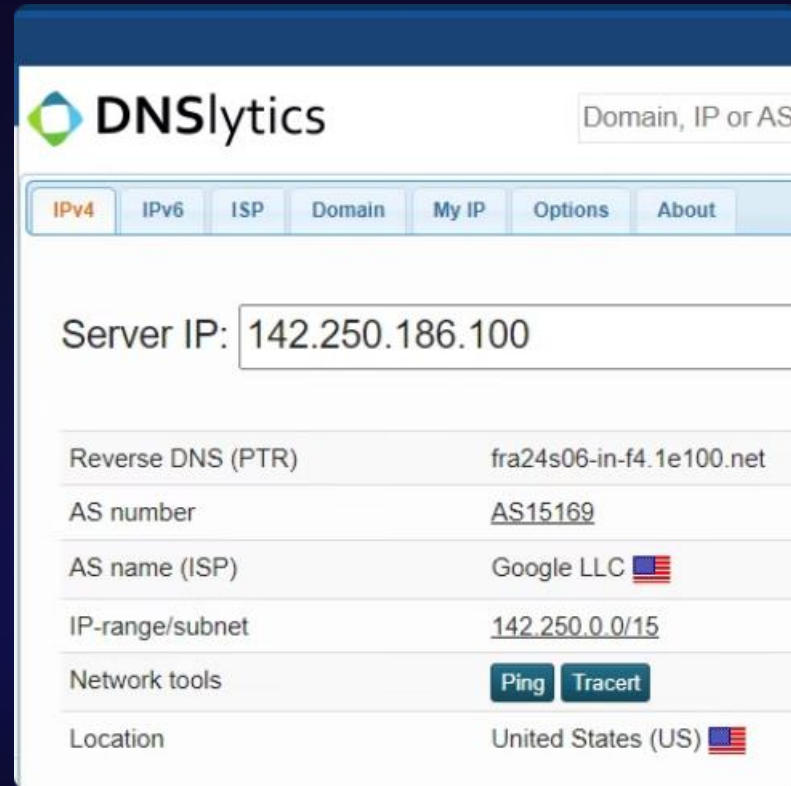 DNSlytics
Domain, IP or AS
IPv4 IPv6 ISP Domain My IP Options About
Server IP: 142.250.186.100
Reverse DNS (PTR) fra24s06-in-f4.1e100.net
AS number AS15169
AS name (ISP) Google LLC
IP-range/subnet 142.250.0.0/15
Network tools Ping Tracert
Location United States (US)